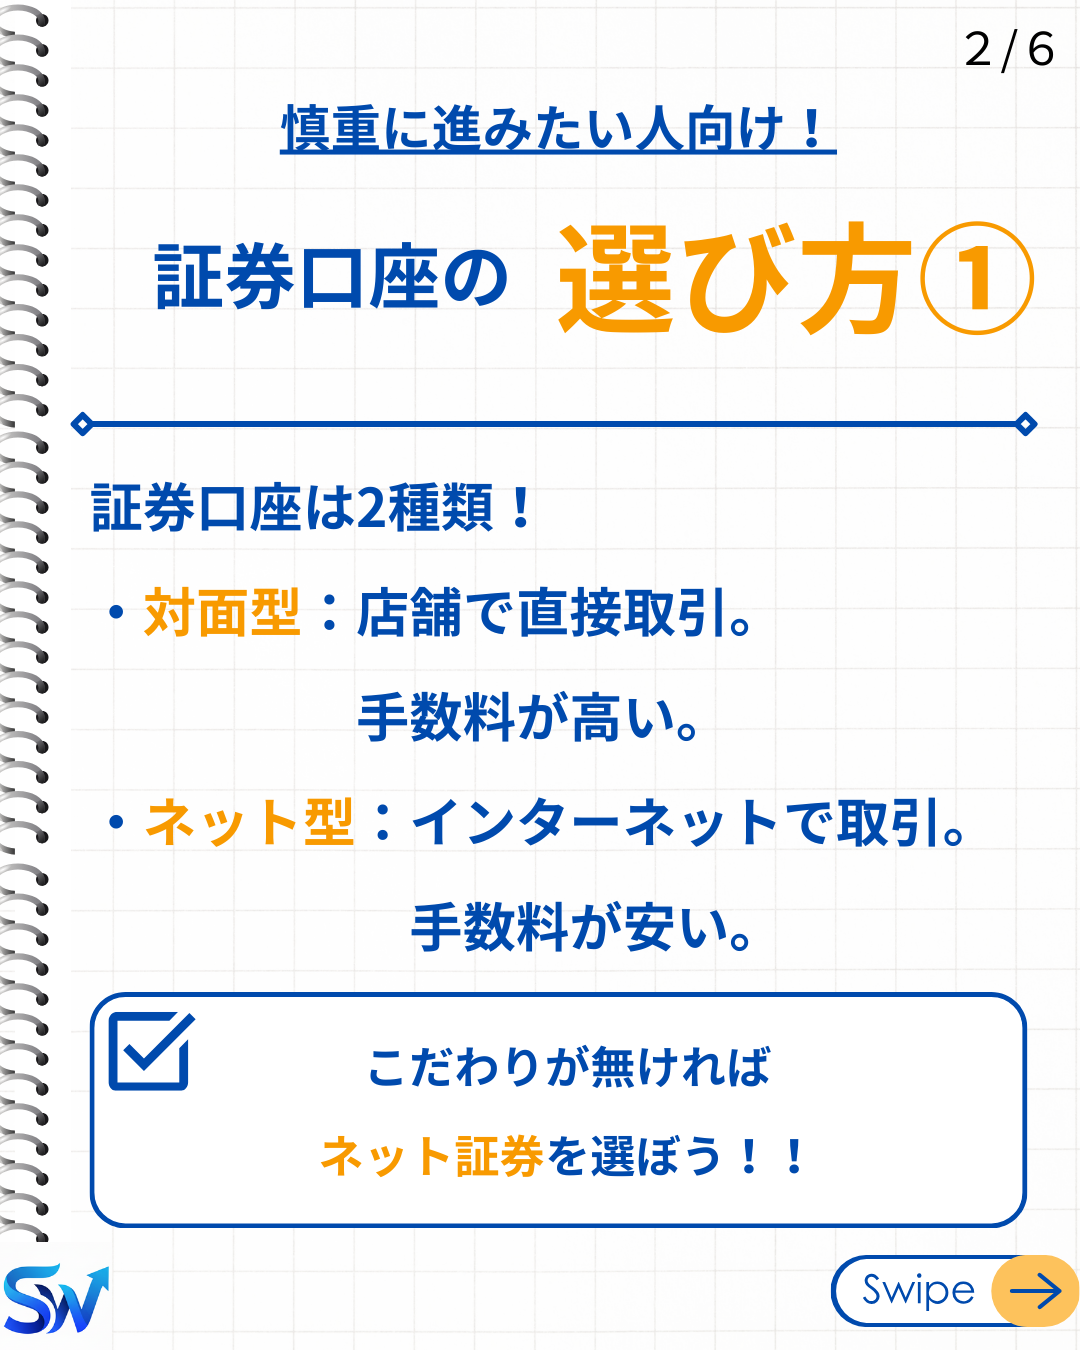 2/6
慎重に進みたい人向け！
証券口座の 選び方①
証券口座は2種類！
・対面型：店舗で直接取引。
手数料が高い。
・ネット型：インターネットで取引。
手数料が安い。
こだわりが無ければ
ネット証券を選ぼう！！
SW
Swipe